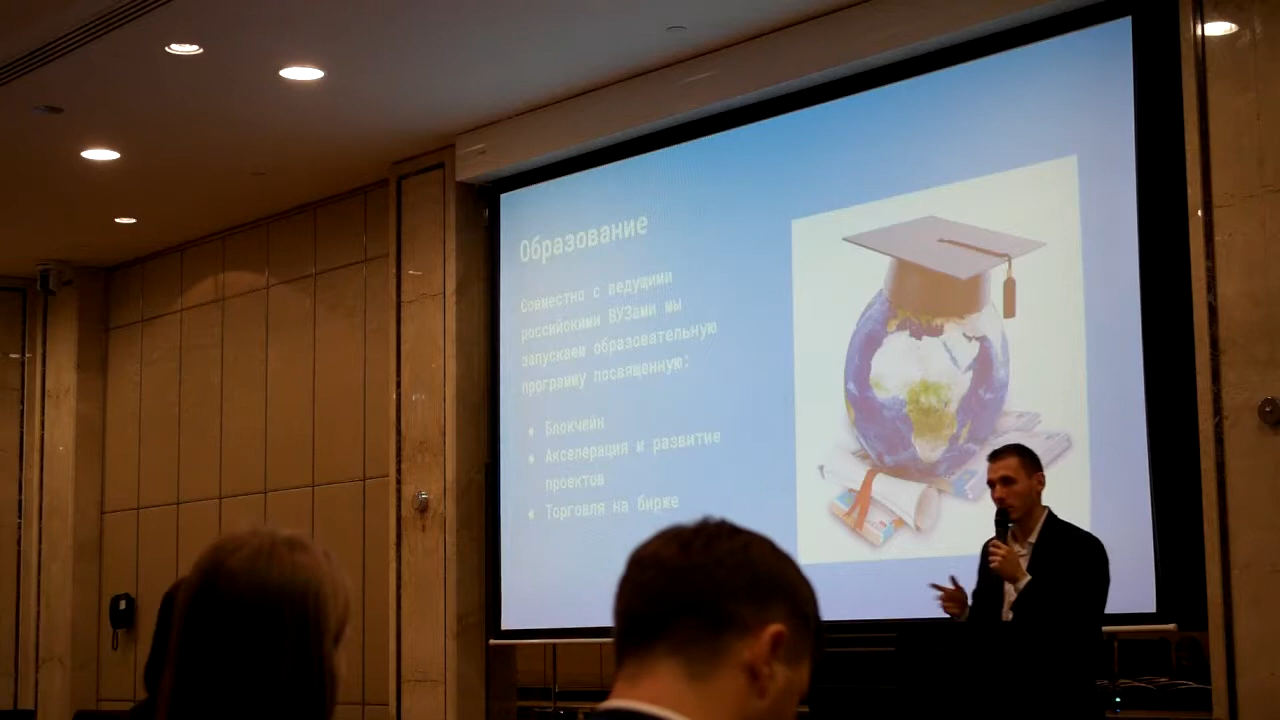 Образование
Совместно с ведущими
российскими ВУЗами мы
запускаем образовательную
программу посвященную:
• Блокчейн
• Акселерация и развитие
проектов
• Торговля на бирже